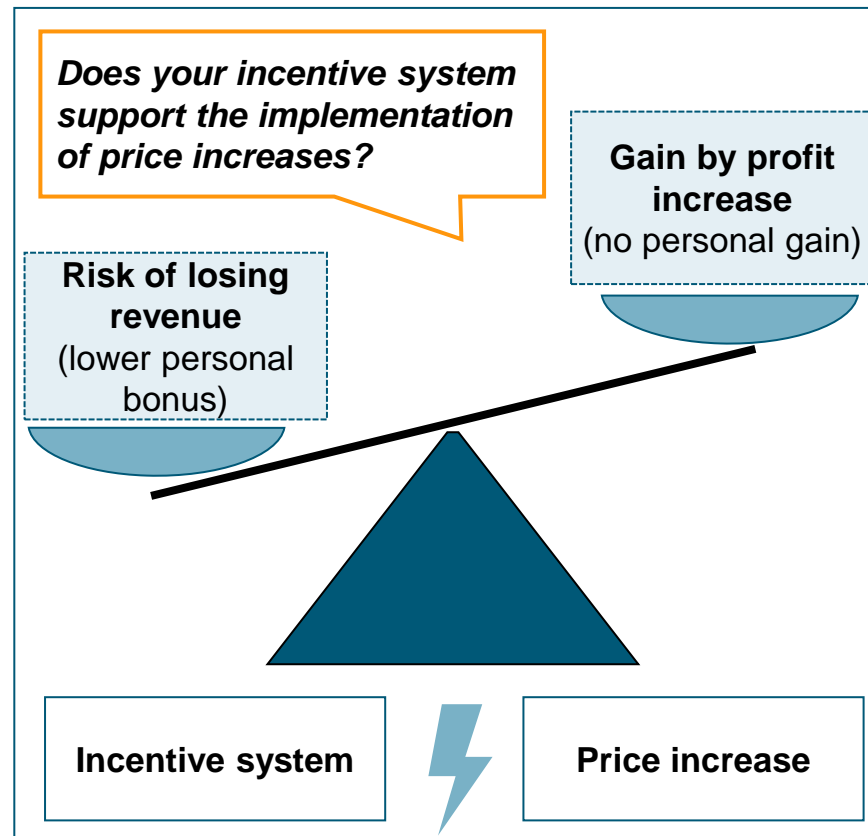 Does your incentive system
support the implementation
of price increases?
Gain by profit
increase
(no personal gain)
Risk of losing
revenue
(lower personal
bonus)
Incentive system
Price increase